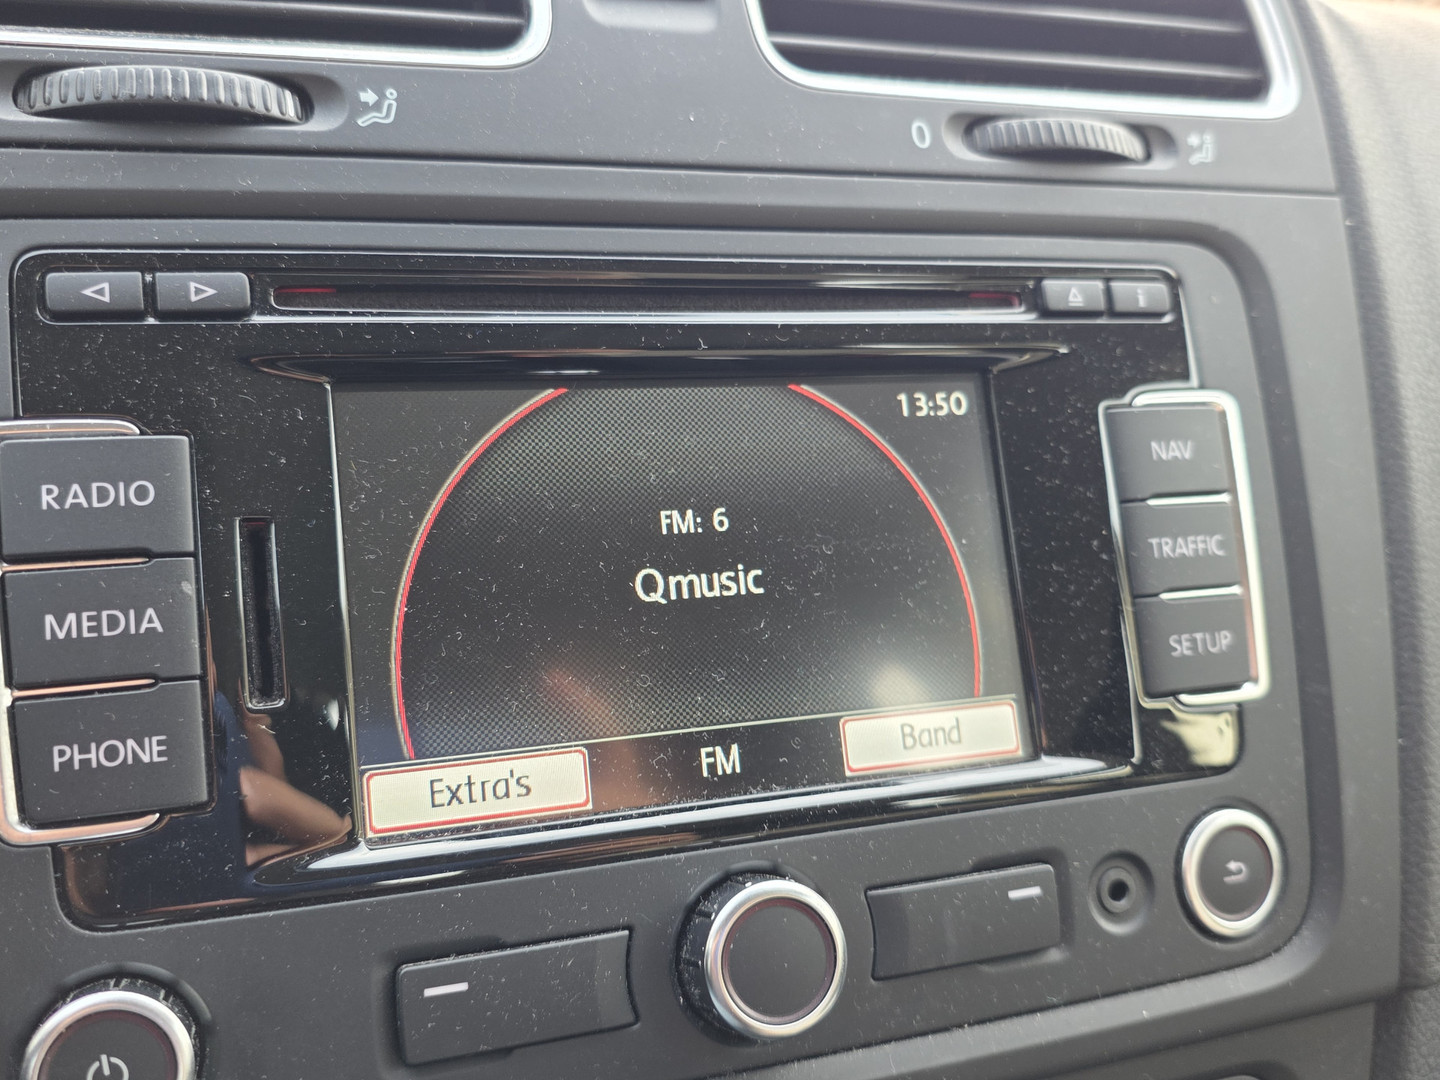 0
13:50
RADIO
MEDIA
PHONE
FM: 6
Qmusic
Extra's
FM
Band
NAV
TRAFFIC
SETUP